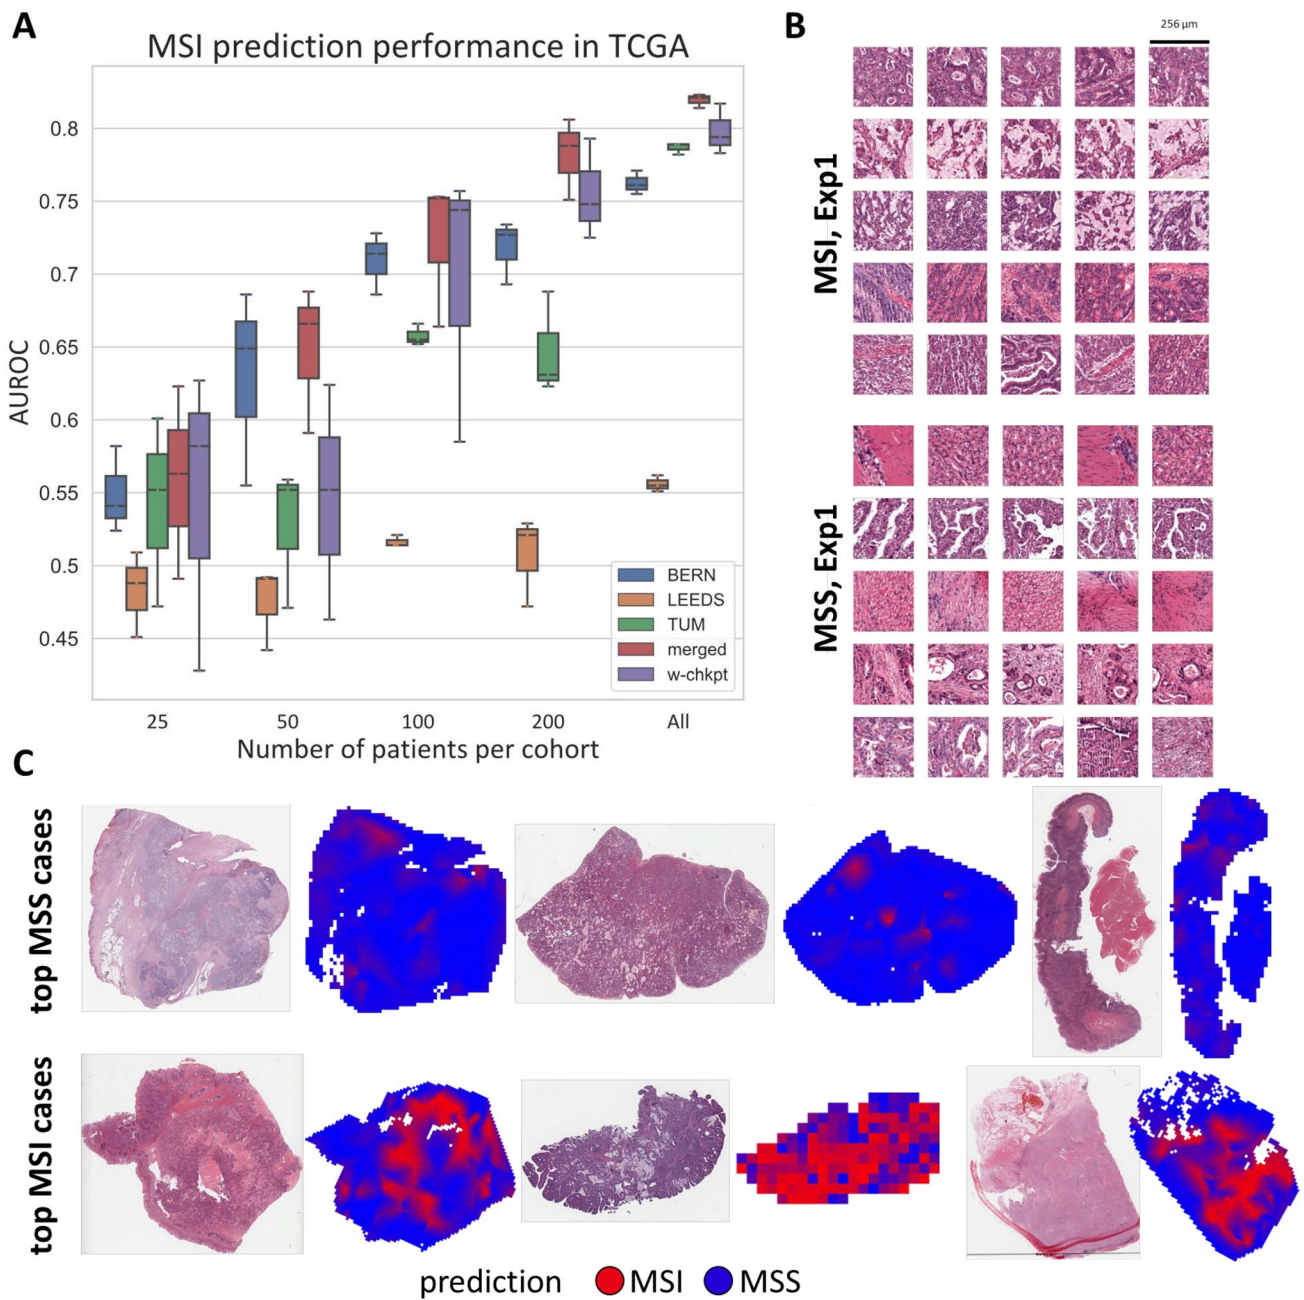 A
MSI prediction performance in TCGA
AUROC
0.8
0.75
0.7
0.65
0.6
0.55
0.5
0.45
BERN
LEEDS
TUM
merged
w-chkpt
25
50
100
200
All
Number of patients per cohort
B
256 µm
MSI, Exp1
MSS, Exp1
C
top MSS cases
top MSI cases
prediction
MSI
MSS